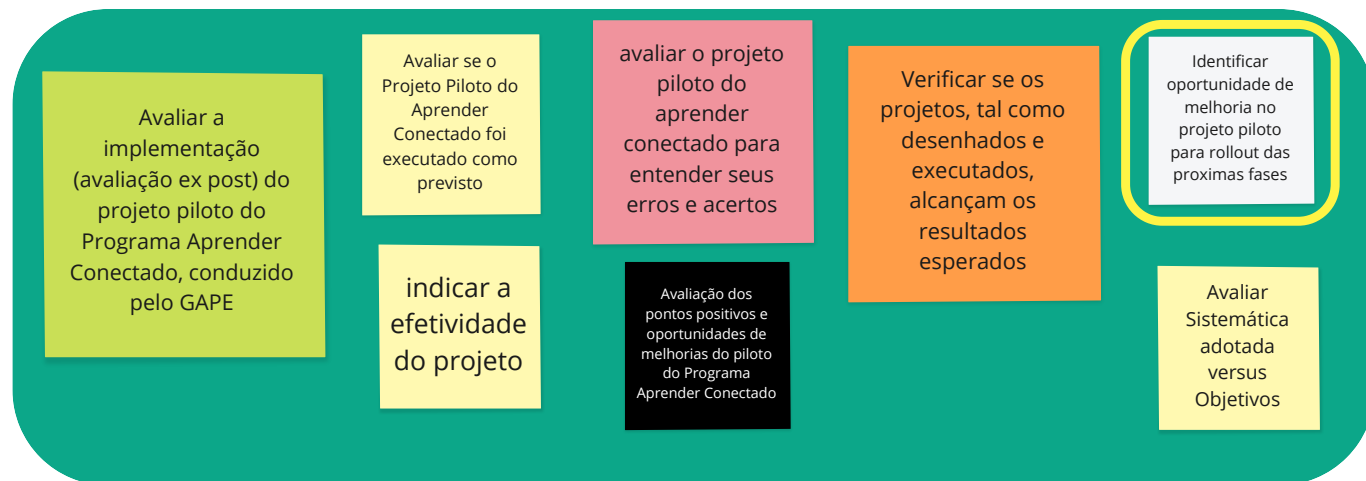 Avaliar a
implementação
(avaliação ex post) do
projeto piloto do
Programa Aprender
Conectado, conduzido
pelo GAPE
Avaliar se o
Projeto Piloto do
Aprender
Conectado foi
executado como
previsto
indicar a
efetividade
do projeto
avaliar o projeto
piloto do
aprender
conectado para
entender seus
erros e acertos
Avaliação dos
pontos positivos e
oportunidades de
melhorias do piloto
do Programa
Aprender Conectado
Verificar se os
projetos, tal como
desenhados e
executados,
alcançam os
resultados
esperados
Identificar
oportunidade de
melhoria no
projeto piloto
para rollout das
proximas fases
Avaliar
Sistemática
adotada
versus
Objetivos